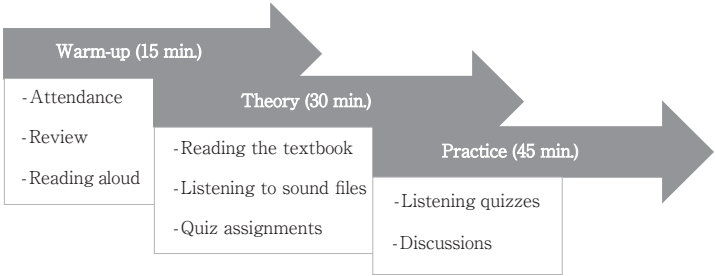 Warm-up (15 min.)
-Attendance
-Review
-Reading aloud
Theory (30 min.)
-Reading the textbook
-Listening to sound files
-Quiz assignments
Practice (45 min.)
-Listening quizzes
-Discussions